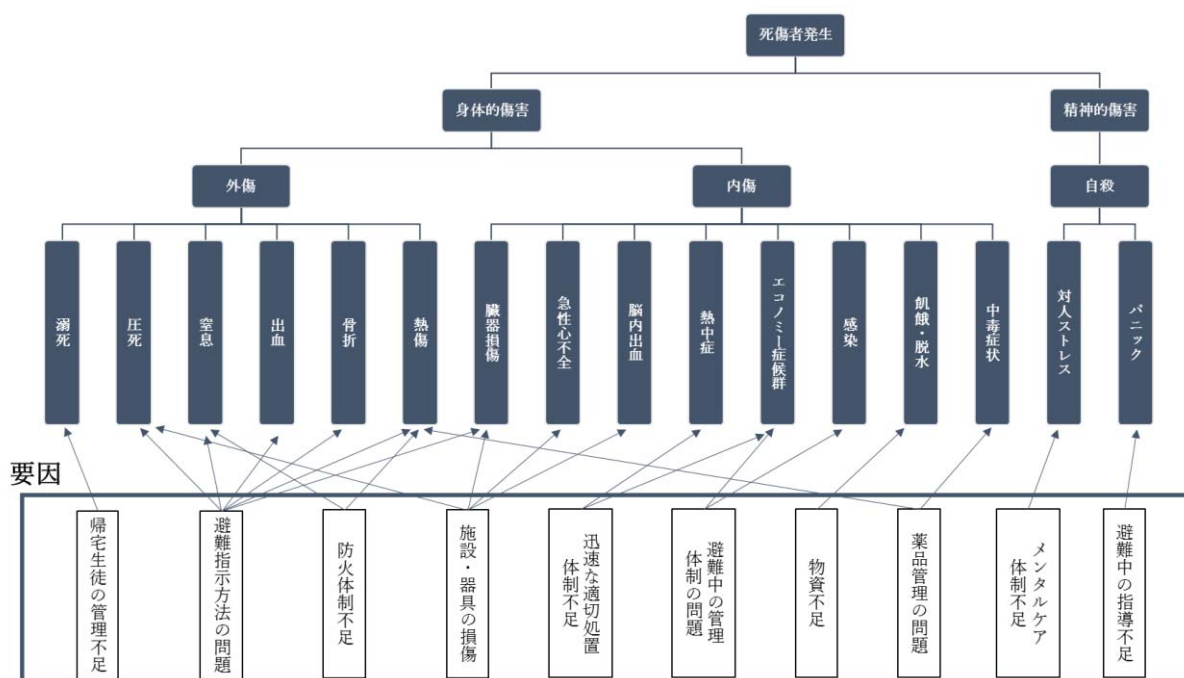 死傷者発生
身体的傷害
精神的傷害
外傷
内傷
自殺
溺死
圧死
窒息
出血
骨折
熱傷
臓器損傷
急性心不全
脳内出血
熱中症
エコノミー症候群
感染
飢餓・脱水
中毒症状
対人ストレス
パニック
要因
帰宅生徒の管理不足
避難指示方法の問題
防火体制不足
施設・器具の損傷
迅速な適切処置
体制不足
避難中の管理
体制の問題
物資不足
薬品管理の問題
メンタルケア
体制不足
避難中の指導不足